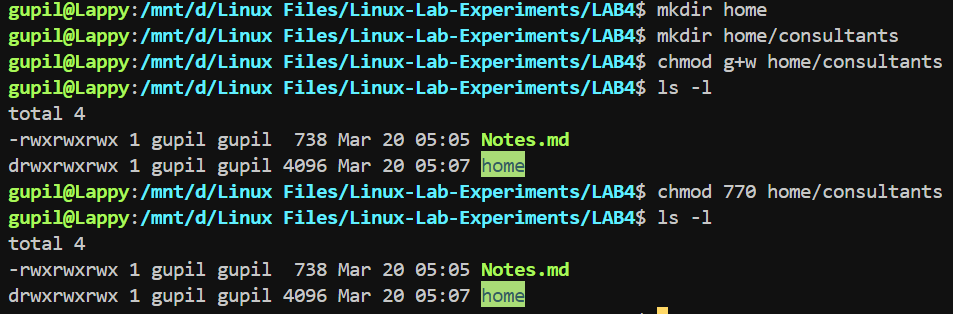 gupil@Lappy:/mnt/d/Linux Files/Linux-Lab-Experiments/LAB4$ mkdir home
gupil@Lappy:/mnt/d/Linux Files/Linux-Lab-Experiments/LAB4$ mkdir home/consultants
gupil@Lappy:/mnt/d/Linux Files/Linux-Lab-Experiments/LAB4$ chmod g+w home/consultants
gupil@Lappy:/mnt/d/Linux Files/Linux-Lab-Experiments/LAB4$ ls -l
total 4
-rwxrwxrwx 1 gupil gupil  738 Mar 20 05:05 Notes.md
drwxrwxrwx 1 gupil gupil 4096 Mar 20 05:07 home
gupil@Lappy:/mnt/d/Linux Files/Linux-Lab-Experiments/LAB4$ chmod 770 home/consultants
gupil@Lappy:/mnt/d/Linux Files/Linux-Lab-Experiments/LAB4$ ls -l
total 4
-rwxrwxrwx 1 gupil gupil  738 Mar 20 05:05 Notes.md
drwxrwxrwx 1 gupil gupil 4096 Mar 20 05:07 home